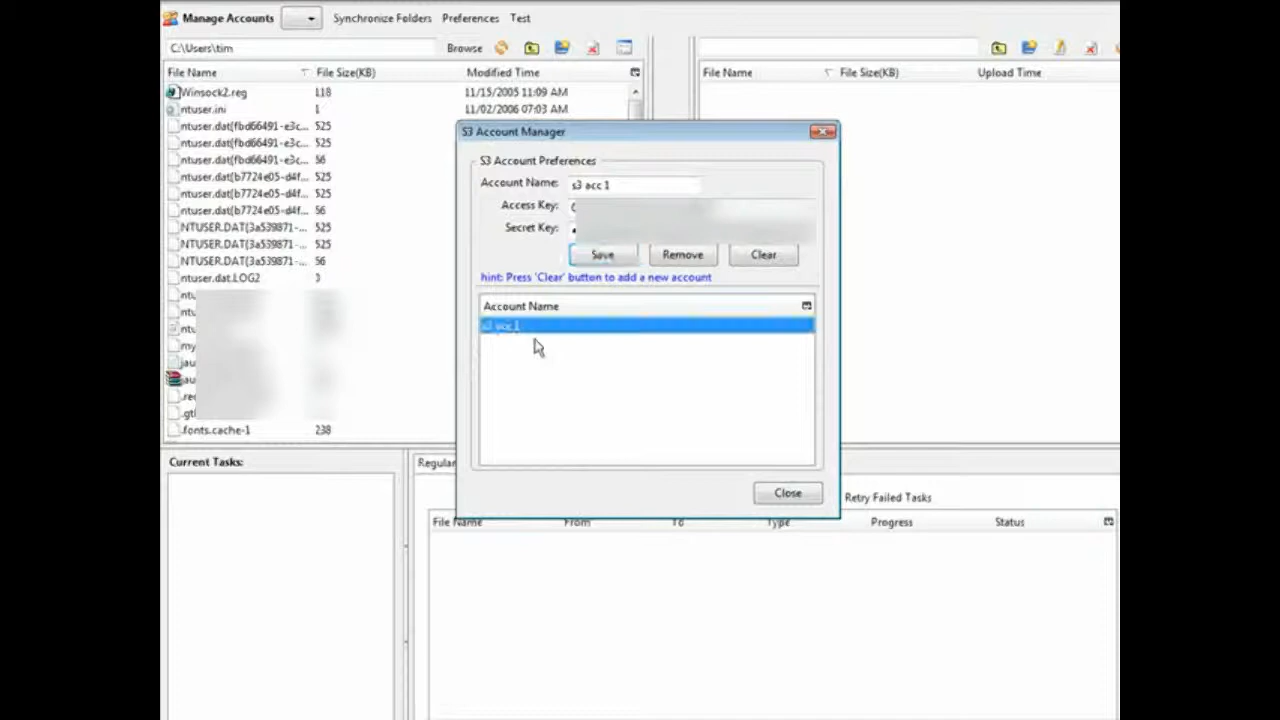 Manage Accounts Synchronize Folders Preferences Test
C:\Users\tim Browse
File Name File Size(KB) Modified Time File Name File Size(KB) Upload Time
Winsock2.reg 118 11/15/2005 11:09 AM
ntuser.ini 1 11/02/2006 07:03 AM
ntuser.dat{fbd66491-e3c... 525
ntuser.dat{fbd66491-e3c... 525
ntuser.dat{fbd66491-e3c... 56
ntuser.dat{b7724e05-d4f... 525
ntuser.dat{b7724e05-d4f... 525
ntuser.dat{b7724e05-d4f... 56
NTUSER.DAT{3a539871-... 525
NTUSER.DAT{3a539871-... 525
NTUSER.DAT{3a539871-... 56
ntuser.dat.LOG2
.fonts.cache-1 238
S3 Account Manager
S3 Account Preferences
Account Name: s3 acc 1
Access Key:
Secret Key:
Save Remove Clear
hint: Press 'Clear' button to add a new account
Account Name
s3 acc 1
Close
Current Tasks:
Regular
Retry Failed Tasks
File Name From To Type Progress Status